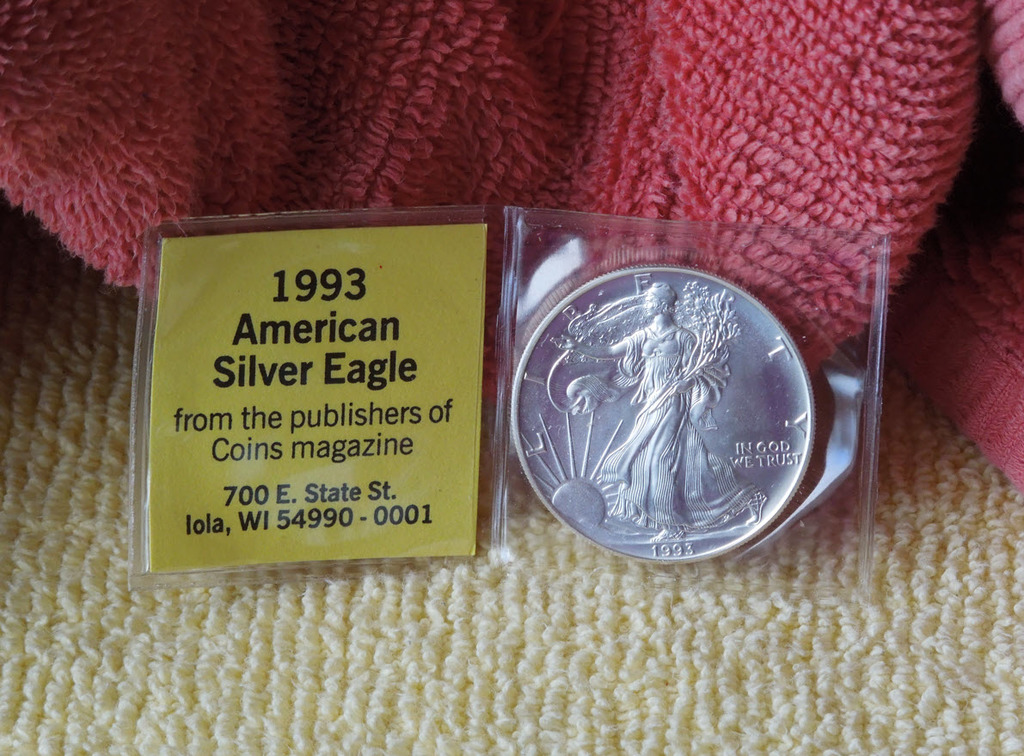 1993
American
Silver Eagle
from the publishers of
Coins magazine
700 E. State St.
Iola, WI 54990 - 0001
LIBERTY
IN GOD
WE TRUST
1993